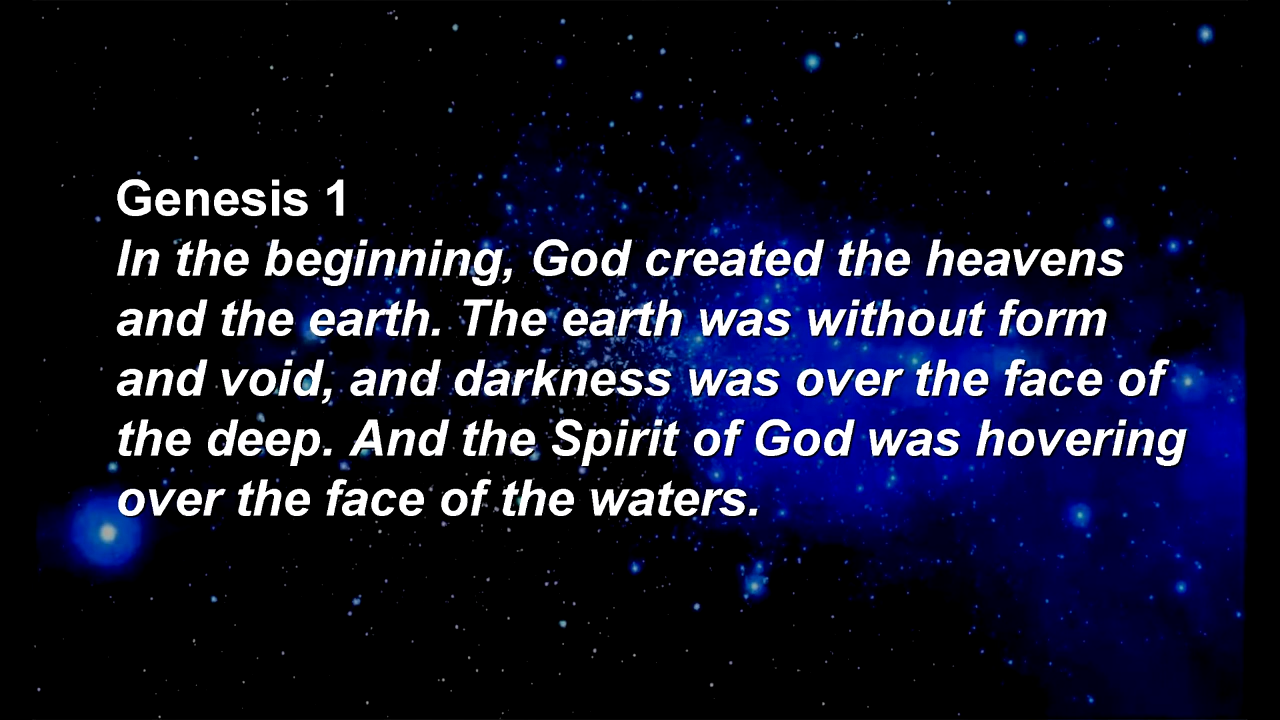 Genesis 1
In the beginning, God created the heavens
and the earth. The earth was without form
and void, and darkness was over the face of
the deep. And the Spirit of God was hovering
over the face of the waters.